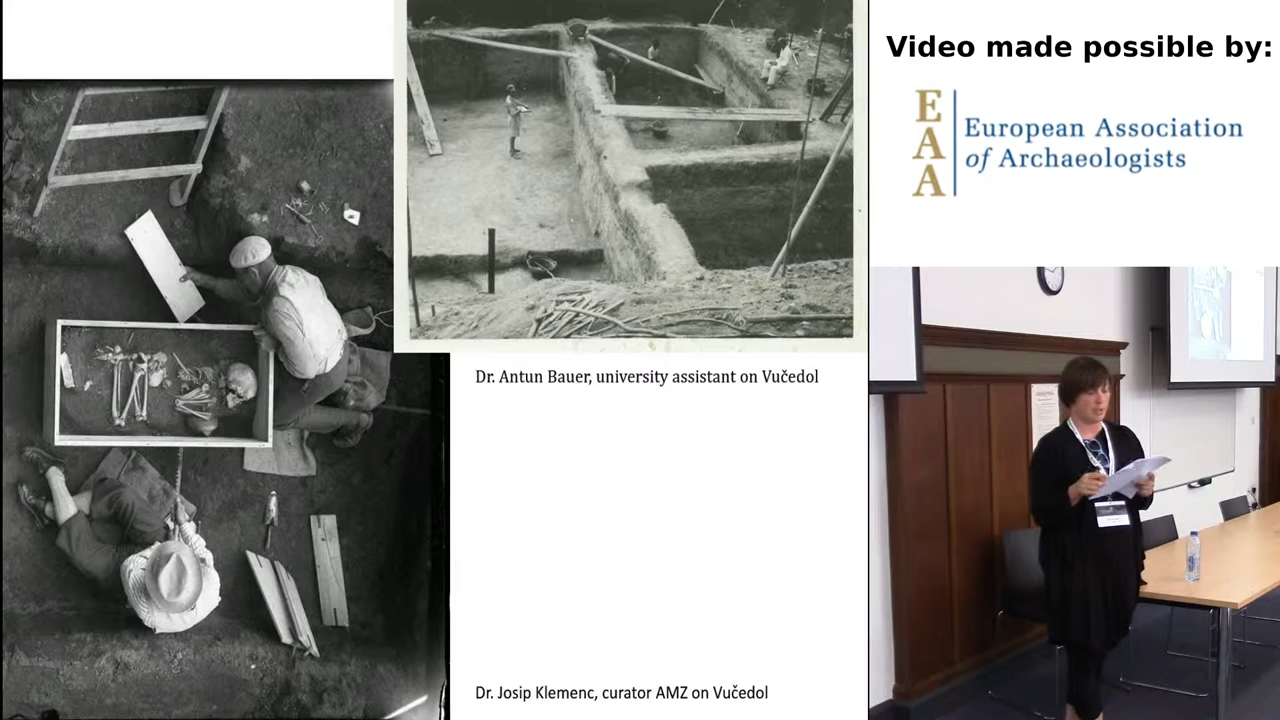 Video made possible by:
EAA
European Association
of Archaeologists
Dr. Antun Bauer, university assistant on Vučedol
Dr. Josip Klemenc, curator AMZ on Vučedol